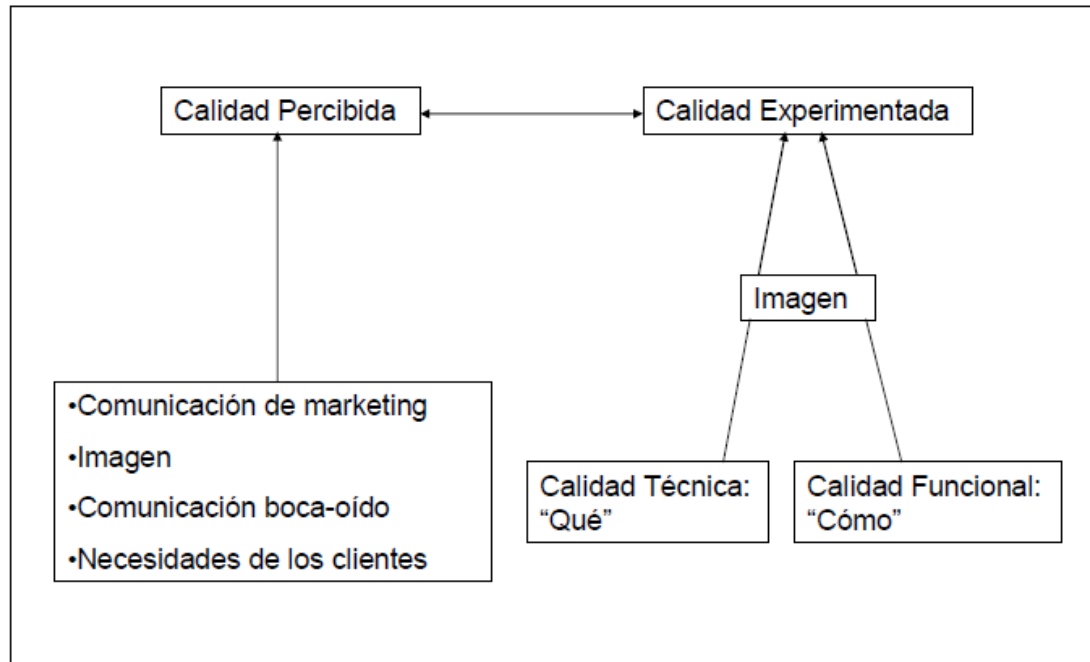 Calidad Percibida
Calidad Experimentada
Imagen
•Comunicación de marketing
•Imagen
•Comunicación boca-oído
•Necesidades de los clientes
Calidad Técnica:
“Qué”
Calidad Funcional:
“Cómo”